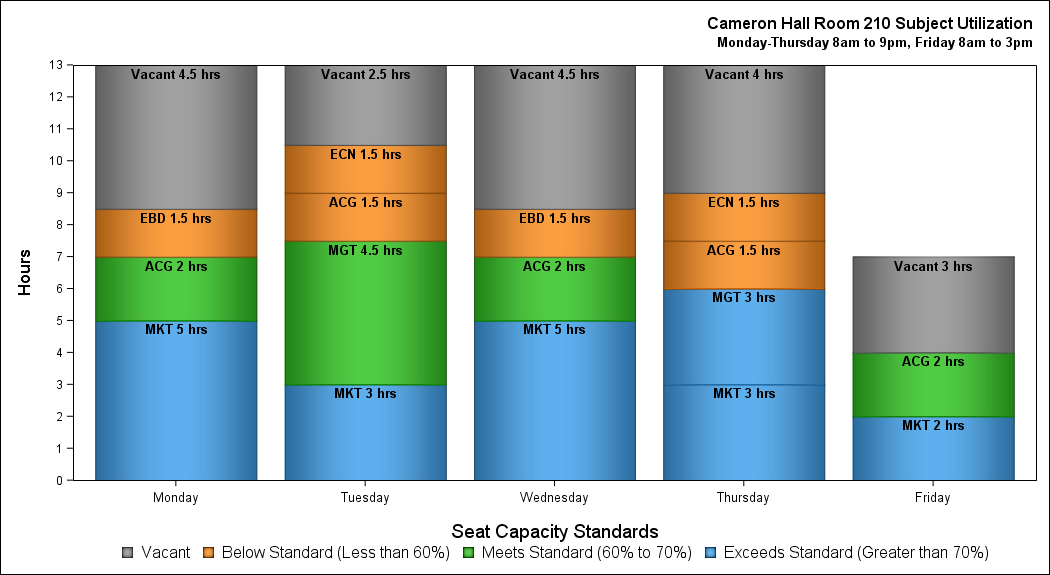 Cameron Hall Room 210 Subject Utilization
Monday-Thursday 8am to 9pm, Friday 8am to 3pm
13
12
11
10
9
8
7
6
5
4
3
2
1
0
Hours
Vacant 4.5 hrs
EBD 1.5 hrs
ACG 2 hrs
MKT 5 hrs
Vacant 2.5 hrs
ECN 1.5 hrs
ACG 1.5 hrs
MGT 4.5 hrs
MKT 3 hrs
Vacant 4.5 hrs
EBD 1.5 hrs
ACG 2 hrs
MKT 5 hrs
Vacant 4 hrs
ECN 1.5 hrs
ACG 1.5 hrs
MGT 3 hrs
MKT 3 hrs
Vacant 3 hrs
ACG 2 hrs
MKT 2 hrs
Monday Tuesday Wednesday Thursday Friday
Seat Capacity Standards
Vacant Below Standard (Less than 60%) Meets Standard (60% to 70%) Exceeds Standard (Greater than 70%)